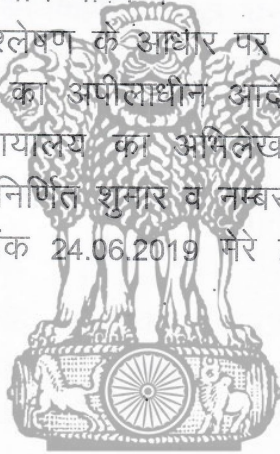 श्लेषण के आधार पर
का अपीलाधीन आदे
यालय का अभिलेख
निर्णित शुमार व नम्बर
क 24.06.2019 मेरे